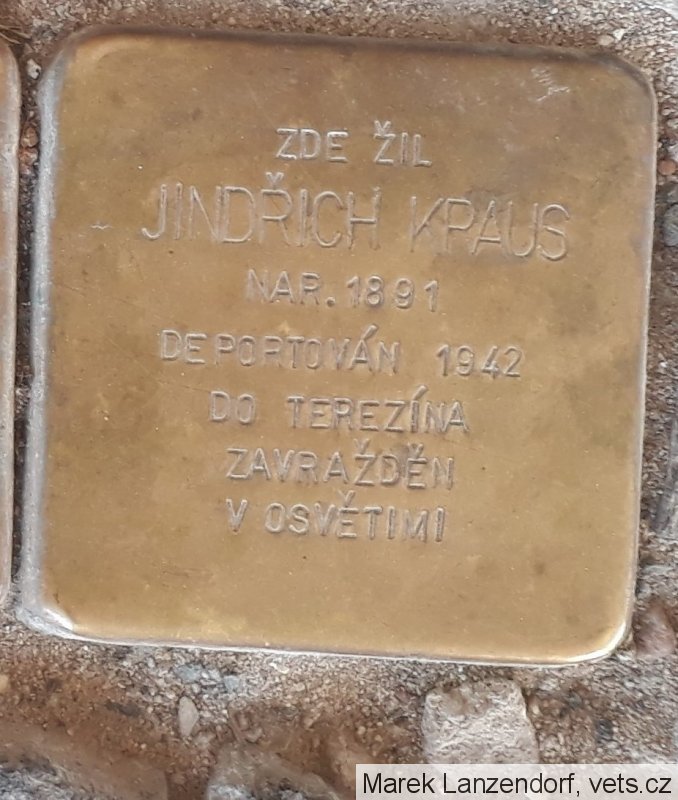 ZDE ŽIL
JINDŘICH KRAUS
NAR. 1891
DEPORTOVÁN 1942
DO TEREZÍNA
ZAVRAŽDĚN
V OSVĚTIMI
Marek Lanzendorf, vets.cz